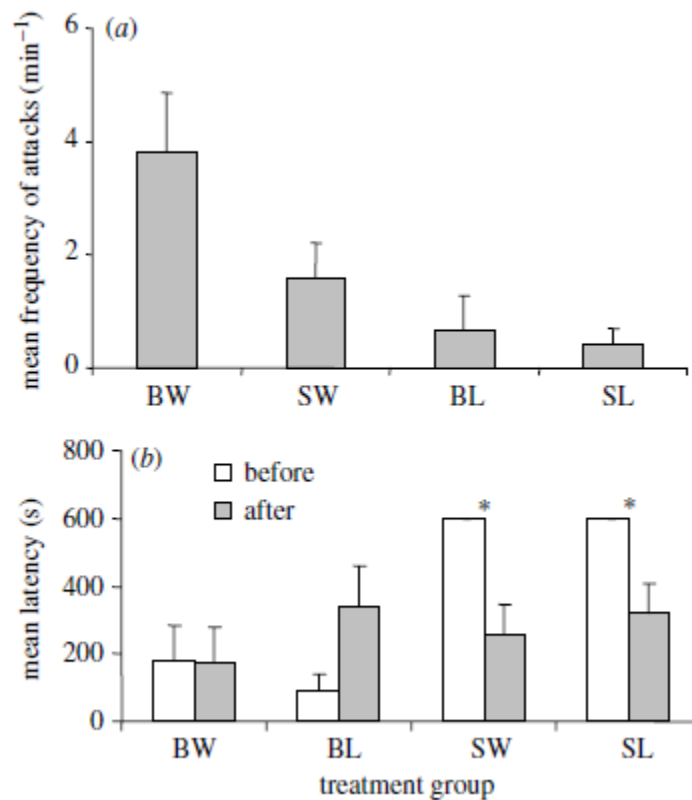 (a)
mean frequency of attacks (min⁻¹)
6
4
2
0
BW SW BL SL
(b)
mean latency (s)
800
600
400
200
0
before
after
* *
BW BL SW SL
treatment group